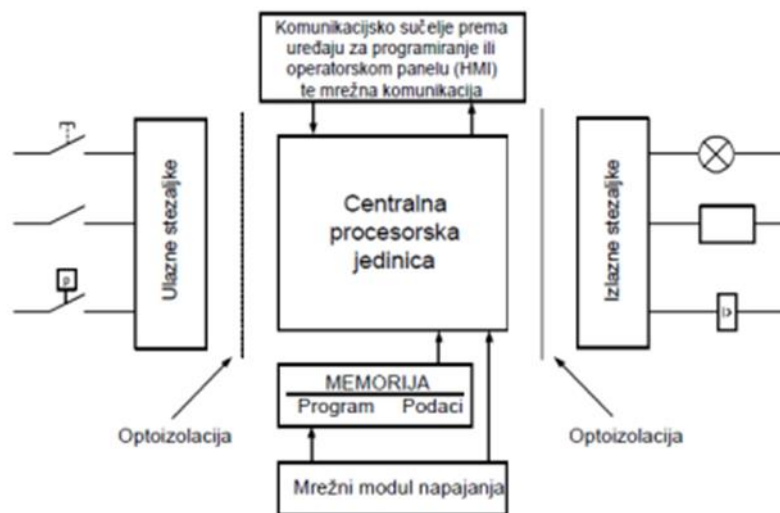 Komunikacijsko sučelje prema
uređaju za programiranje ili
operatorskom panelu (HMI)
te mrežna komunikacija
Ulazne stezaljke
Centralna
procesorska
jedinica
Izlazne stezaljke
p
I>
MEMORIJA
Program Podaci
Optoizolacija
Optoizolacija
Mrežni modul napajanja